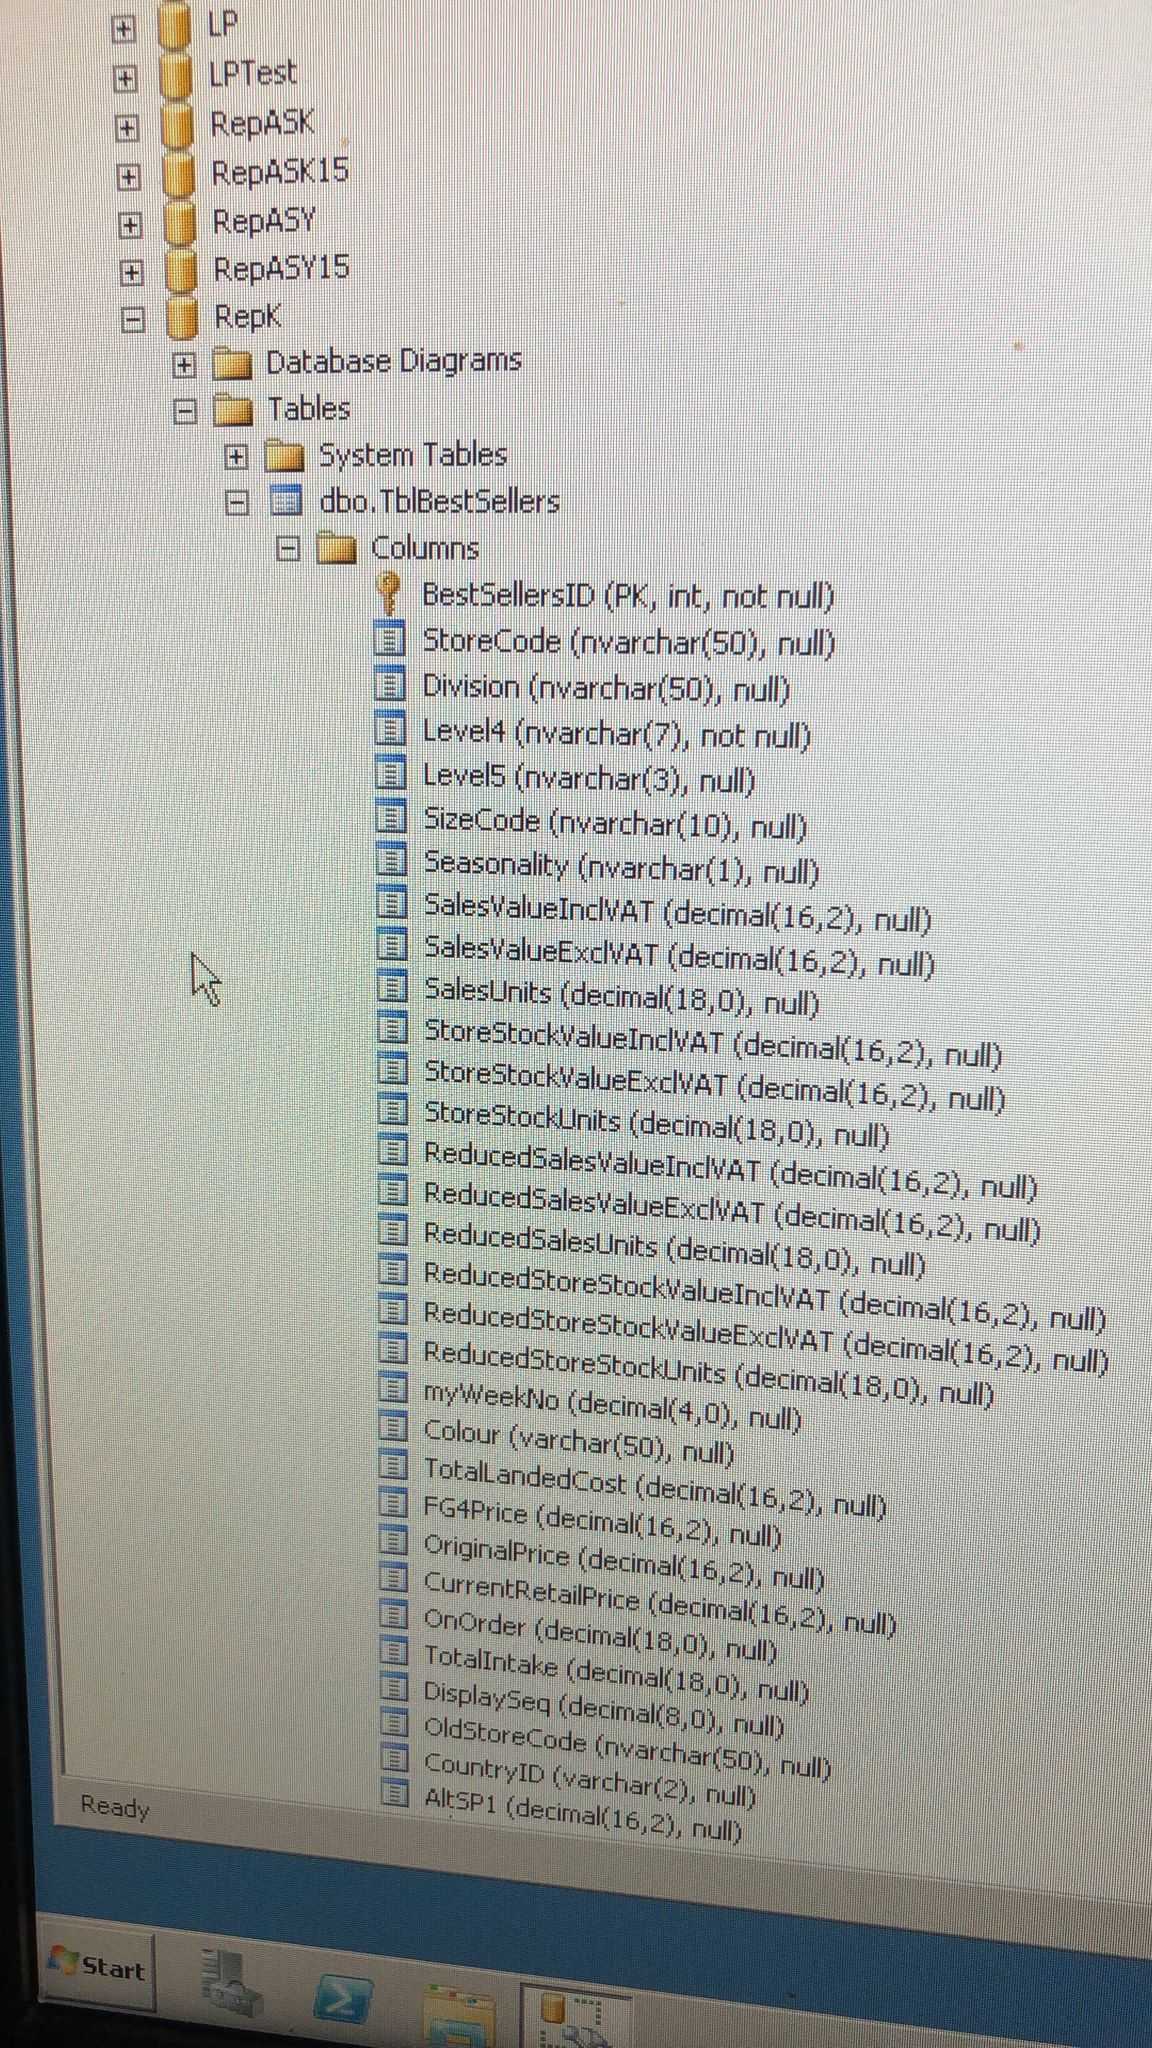 LP
LPTest
RepASK
RepASK15
RepASY
RepASY15
RepK
Database Diagrams
Tables
System Tables
dbo.TblBestSellers
Columns
BestSellersID (PK, int, not null)
StoreCode (nvarchar(50), null)
Division (nvarchar(50), null)
Level4 (nvarchar(7), not null)
Level5 (nvarchar(3), null)
SizeCode (nvarchar(10), null)
Seasonality (nvarchar(1), null)
SalesValueInclVAT (decimal(16,2), null)
SalesValueExclVAT (decimal(16,2), null)
SalesUnits (decimal(18,0), null)
StoreStockValueInclVAT (decimal(16,2), null)
StoreStockValueExclVAT (decimal(16,2), null)
StoreStockUnits (decimal(18,0), null)
ReducedSalesValueInclVAT (decimal(16,2), null)
ReducedSalesValueExclVAT (decimal(16,2), null)
ReducedSalesUnits (decimal(18,0), null)
ReducedStoreStockValueInclVAT (decimal(16,2), null)
ReducedStoreStockValueExclVAT (decimal(16,2), null)
ReducedStoreStockUnits (decimal(18,0), null)
myWeekNo (decimal(4,0), null)
Colour (varchar(50), null)
TotalLandedCost (decimal(16,2), null)
FG4Price (decimal(16,2), null)
OriginalPrice (decimal(16,2), null)
CurrentRetailPrice (decimal(16,2), null)
OnOrder (decimal(18,0), null)
TotalIntake (decimal(18,0), null)
DisplaySeq (decimal(8,0), null)
OldStoreCode (nvarchar(50), null)
CountryID (varchar(2), null)
AltSP1 (decimal(16,2), null)
Ready
Start